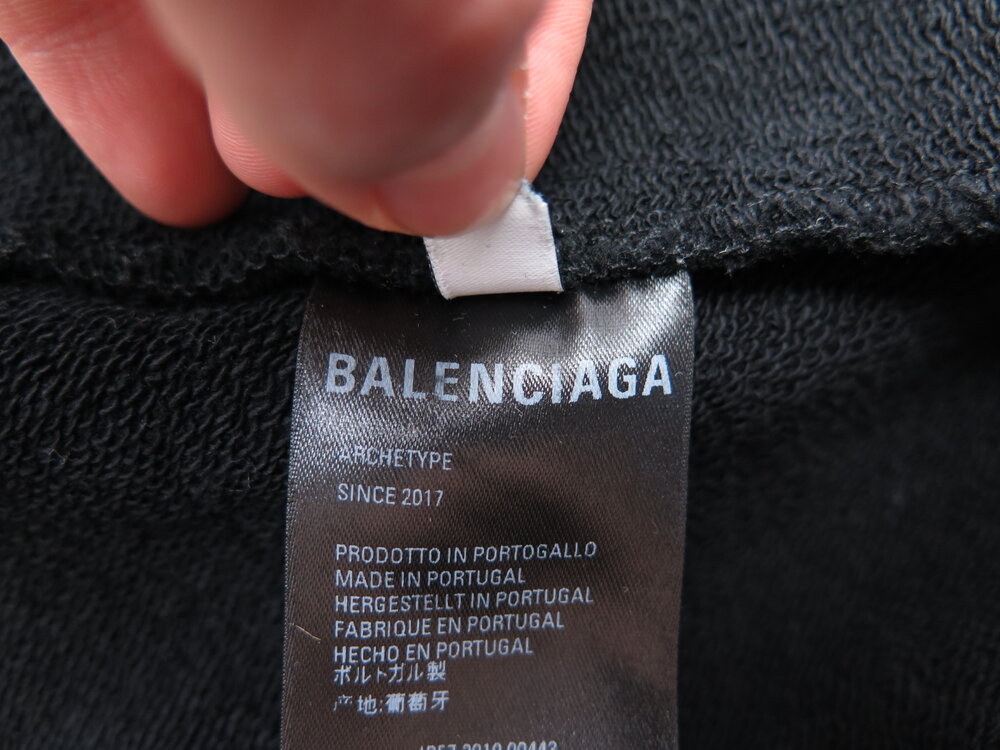 BALENCIAGA
ARCHETYPE
SINCE 2017
PRODOTTO IN PORTOGALLO
MADE IN PORTUGAL
HERGESTELLT IN PORTUGAL
FABRIQUE EN PORTUGAL
HECHO EN PORTUGAL
ポルトガル製
产地:葡萄牙